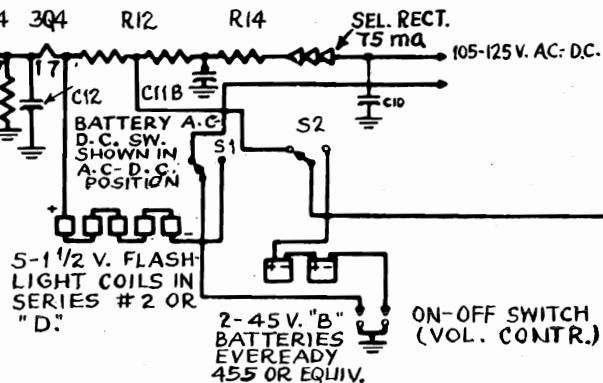 4 3Q4 R12 R14 SEL. RECT.
75 ma
105-125 V. AC.- D.C.
1 7
C12 C11B C10
BATTERY A.C-
D.C. SW.
SHOWN IN
A.C-D.C.
POSITION
S1 S2
+ -
5-1 1/2 V. FLASH-
LIGHT COILS IN
SERIES #2 OR
"D."
+ - + -
2-45 V. "B"
BATTERIES
EVEREADY
455 OR EQUIV.
ON-OFF SWITCH
(VOL. CONTR.)